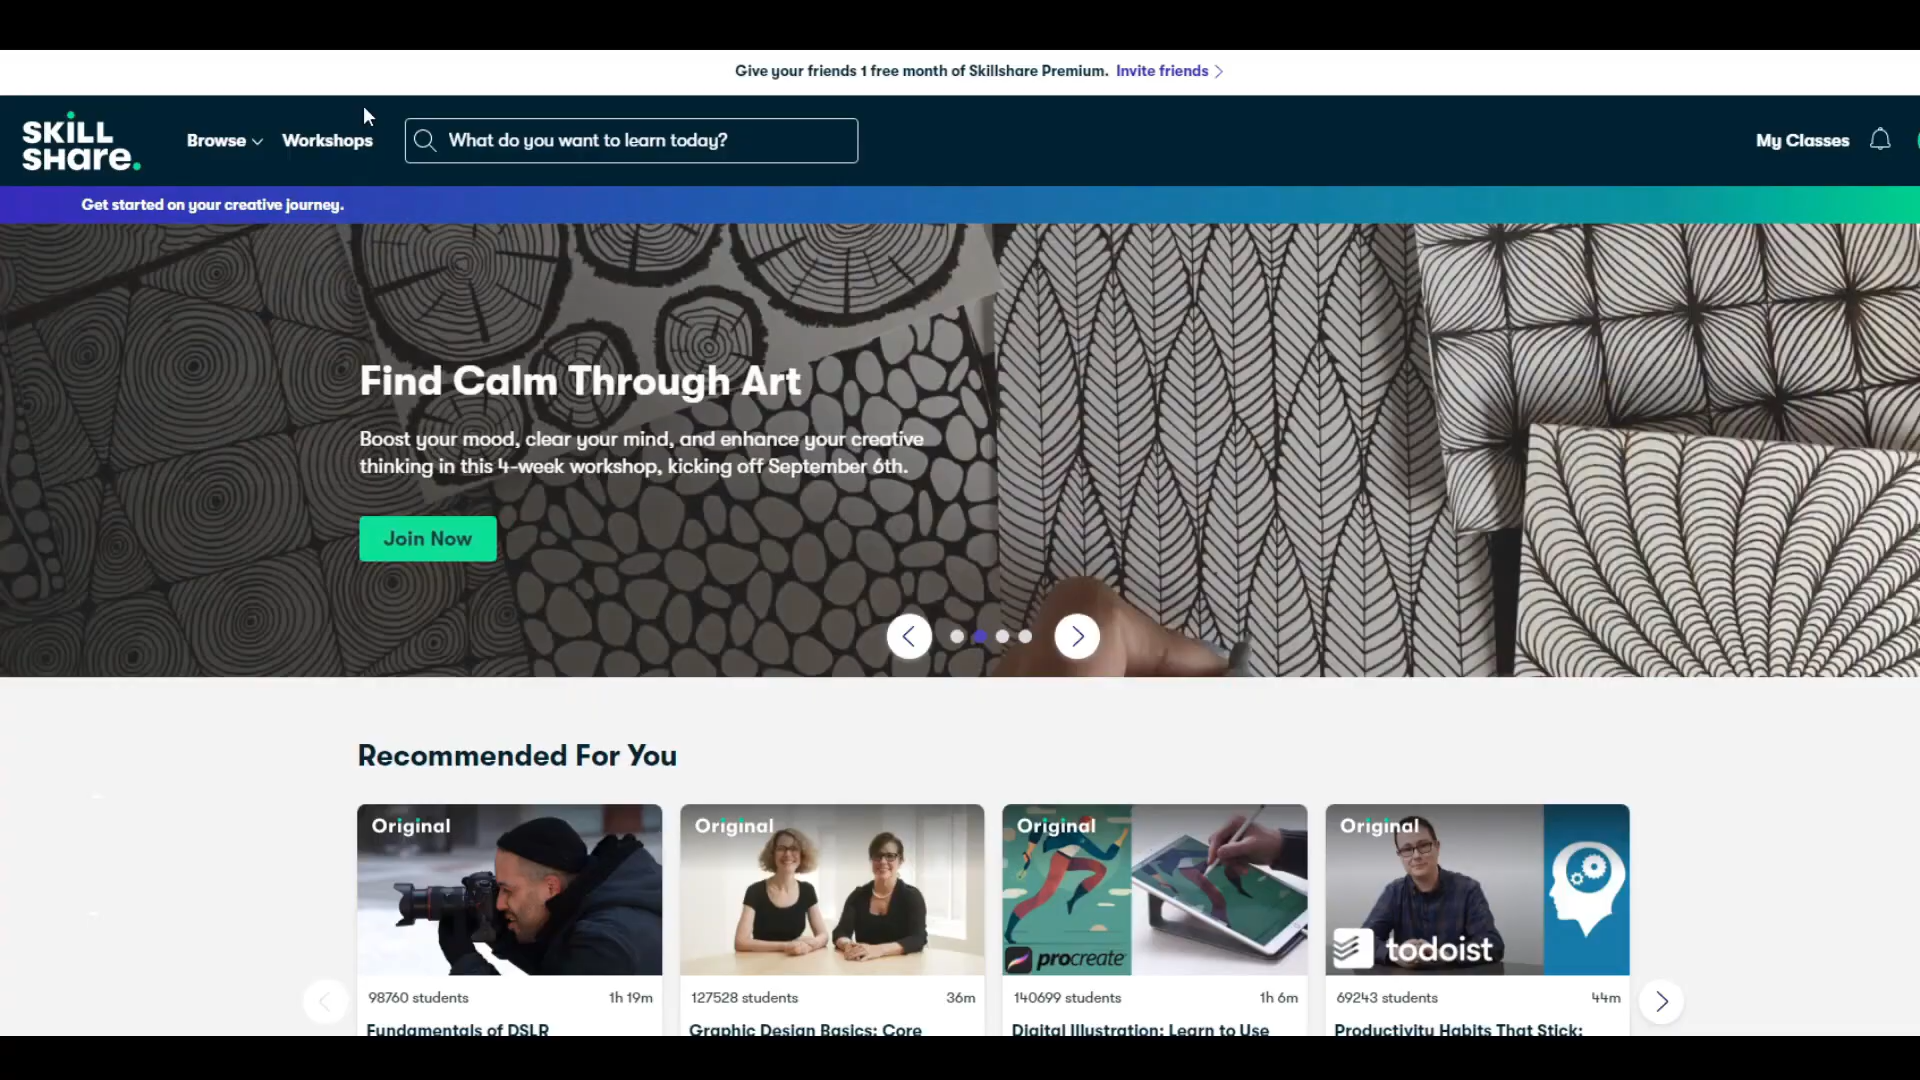 Give your friends 1 free month of Skillshare Premium. Invite friends
SKILL
SHARE.
Browse
Workshops
What do you want to learn today?
My Classes
Get started on your creative journey.
Find Calm Through Art
Boost your mood, clear your mind, and enhance your creative
thinking in this 4-week workshop, kicking off September 6th.
Join Now
Recommended For You
Original
Original
Original
Original
procreate
todoist
98760 students 1h 19m
127528 students 36m
140699 students 1h 6m
69243 students 44m
Fundamentals of DSLR
Graphic Design Basics: Core
Digital Illustration: Learn to Use
Productivity Habits That Stick: